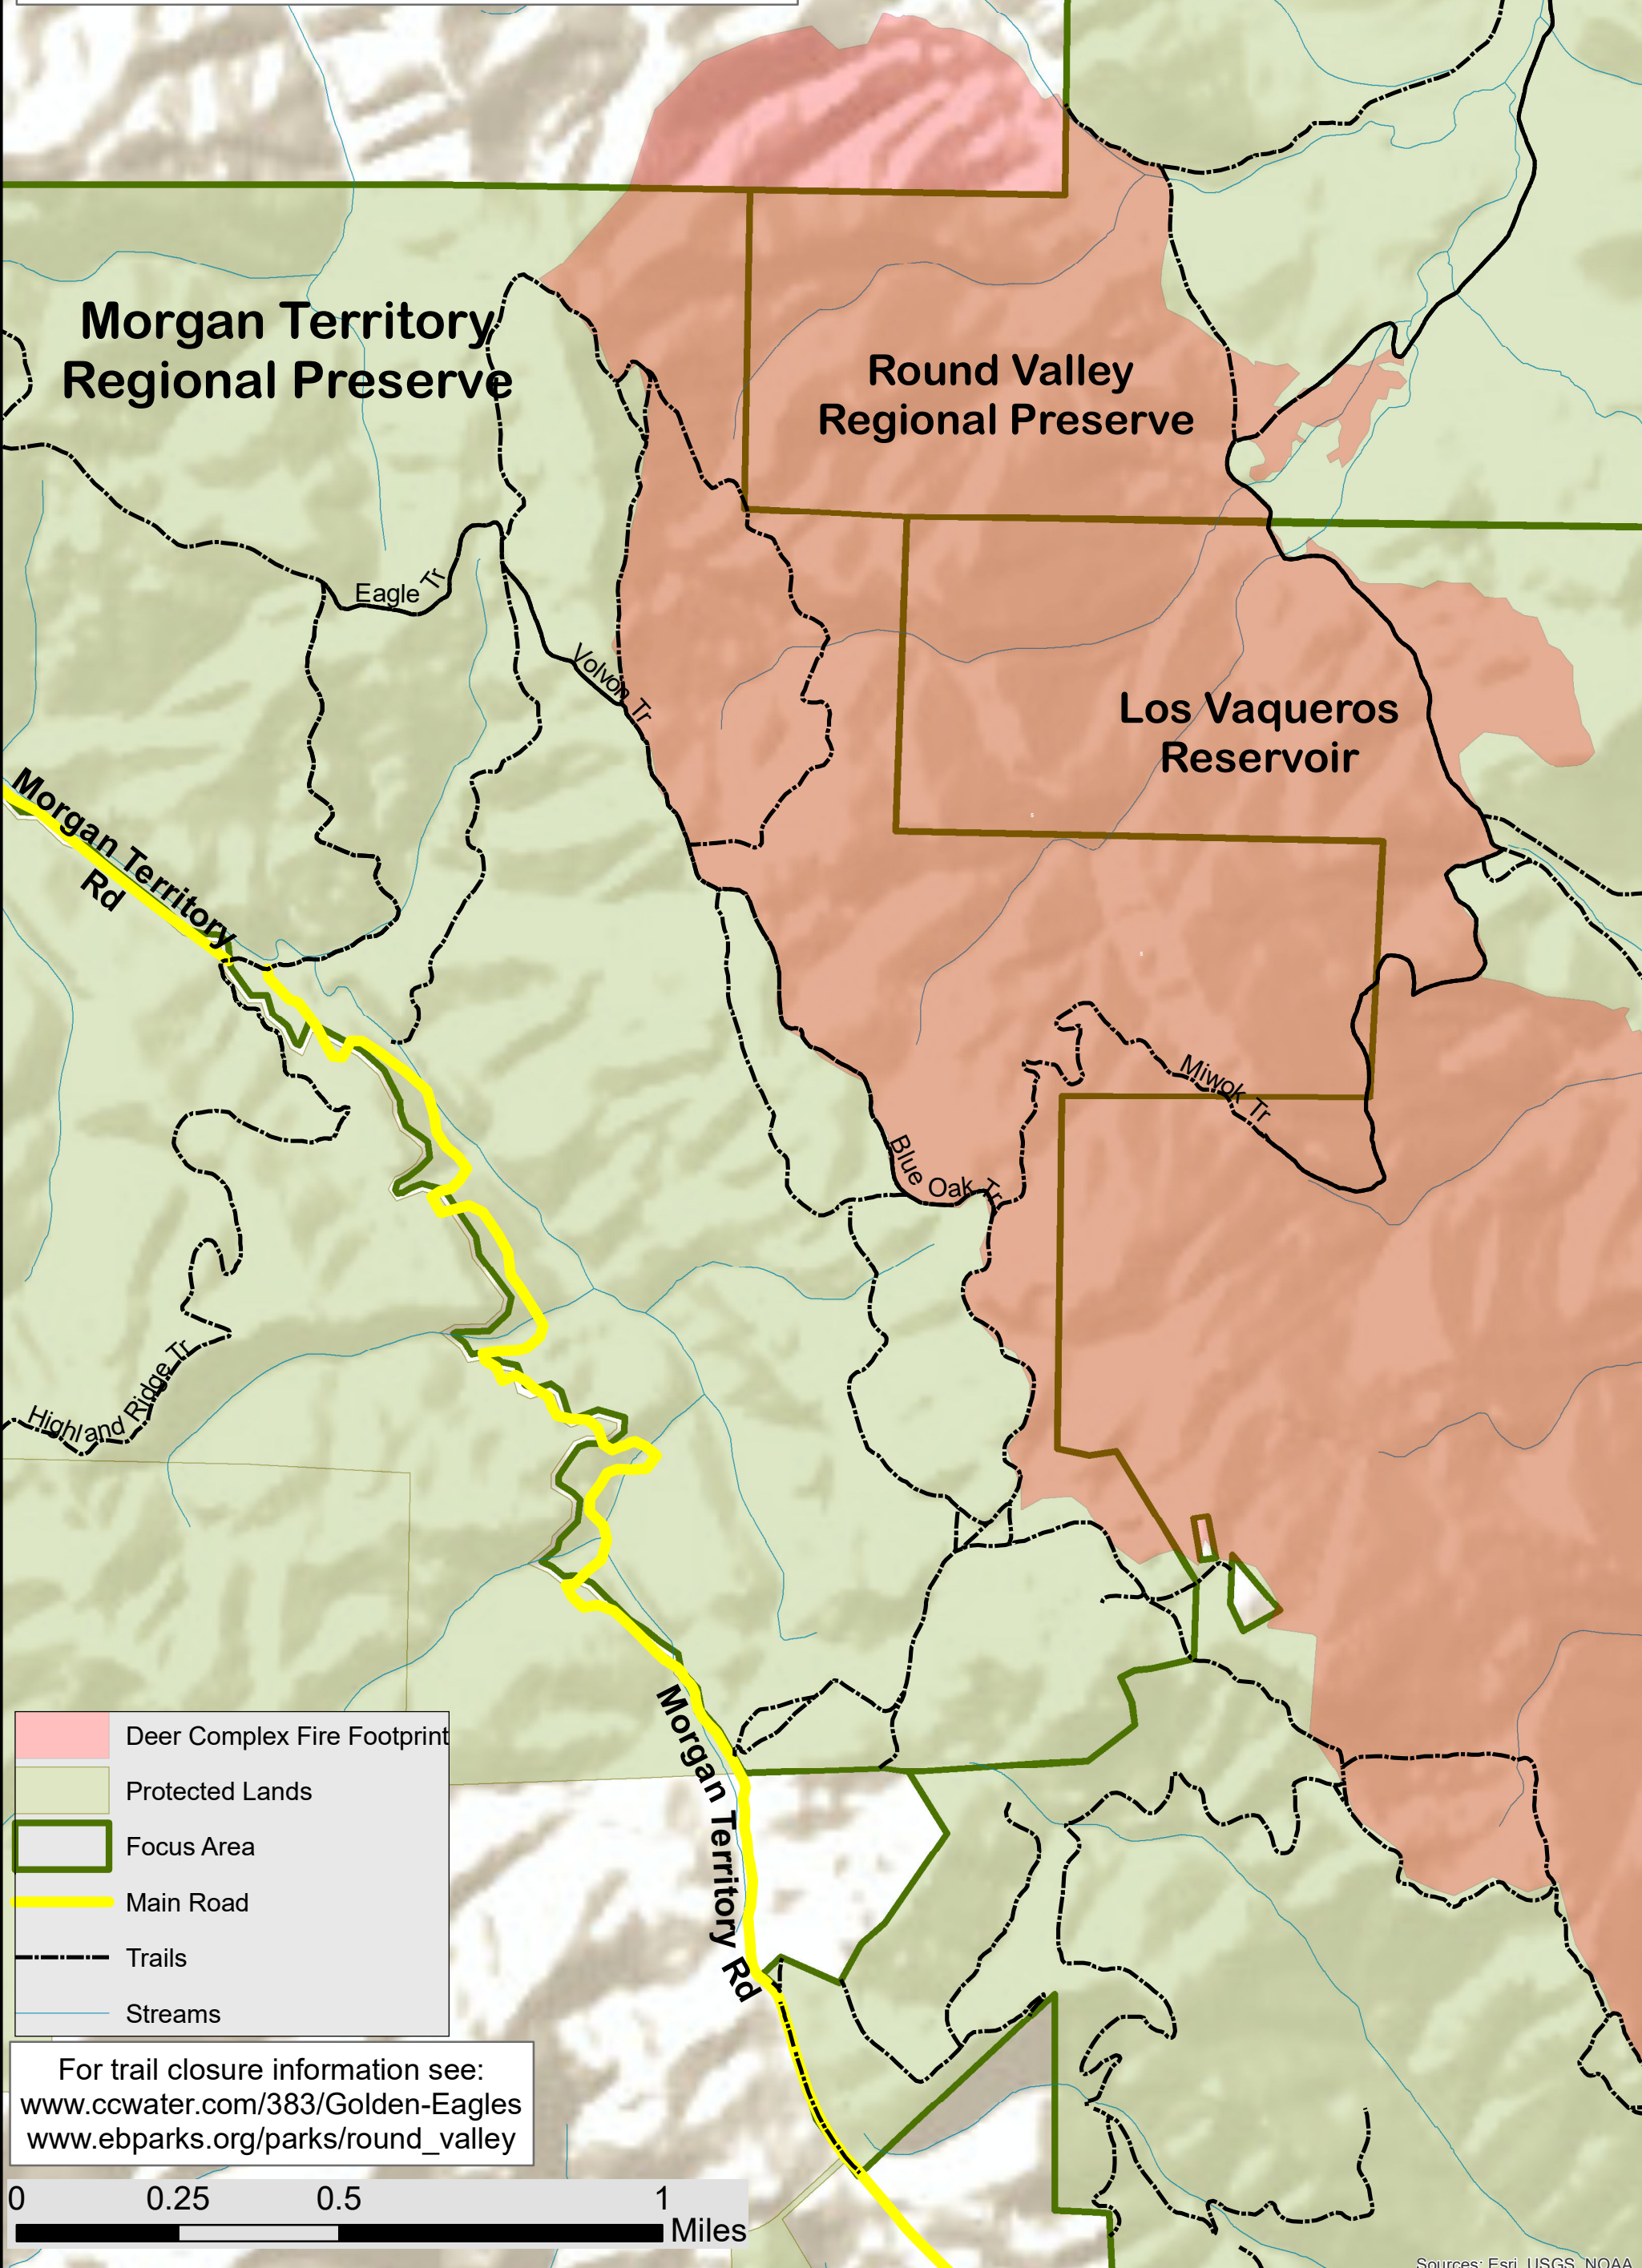 Morgan Territory
Regional Preserve
Round Valley
Regional Preserve
Eagle Tr
Volvon Tr
Los Vaqueros
Reservoir
Morgan Territory
Rd
Miwok Tr
Blue Oak Tr
Highland Ridge Tr
Morgan Territory Rd
Deer Complex Fire Footprint
Protected Lands
Focus Area
Main Road
Trails
Streams
For trail closure information see:
www.ccwater.com/383/Golden-Eagles
www.ebparks.org/parks/round_valley
0 0.25 0.5 1
Miles
Sources: Esri, USGS, NOAA